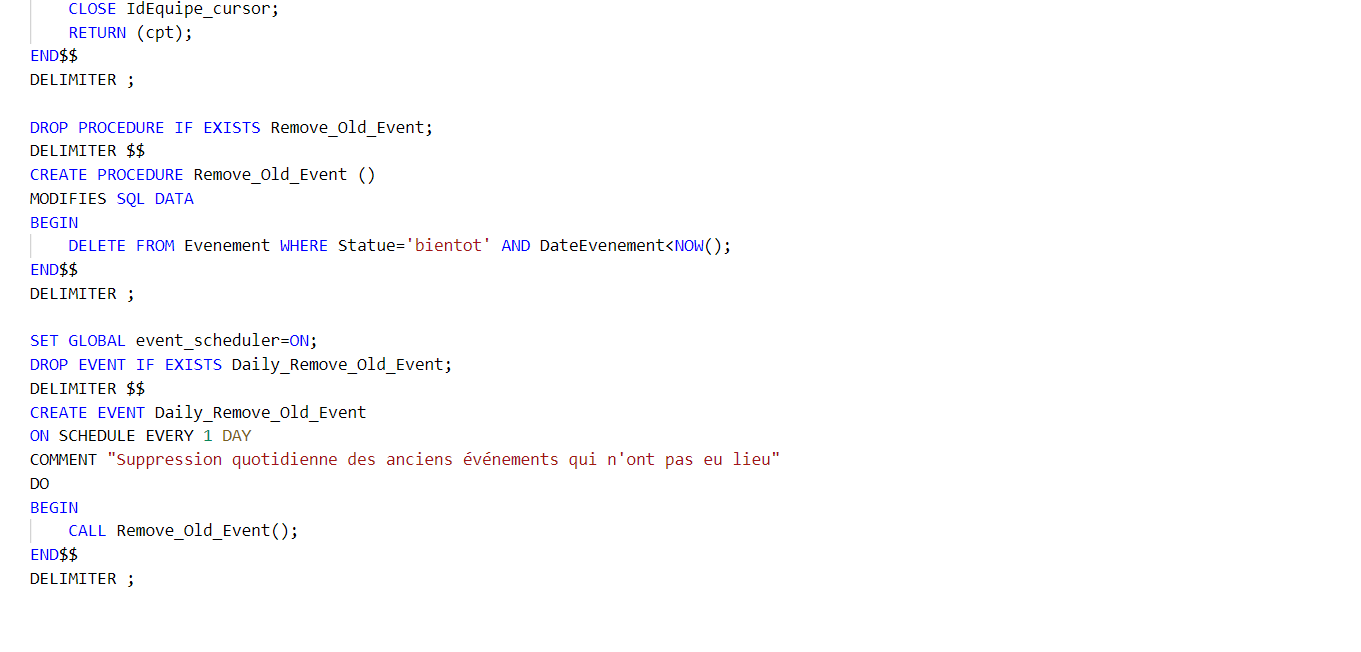 CLOSE IdEquipe_cursor;
RETURN (cpt);
END$$
DELIMITER ;
DROP PROCEDURE IF EXISTS Remove_Old_Event;
DELIMITER $$
CREATE PROCEDURE Remove_Old_Event ()
MODIFIES SQL DATA
BEGIN
DELETE FROM Evenement WHERE Statue='bientot' AND DateEvenement<NOW();
END$$
DELIMITER ;
SET GLOBAL event_scheduler=ON;
DROP EVENT IF EXISTS Daily_Remove_Old_Event;
DELIMITER $$
CREATE EVENT Daily_Remove_Old_Event
ON SCHEDULE EVERY 1 DAY
COMMENT "Suppression quotidienne des anciens événements qui n'ont pas eu lieu"
DO
BEGIN
CALL Remove_Old_Event();
END$$
DELIMITER ;